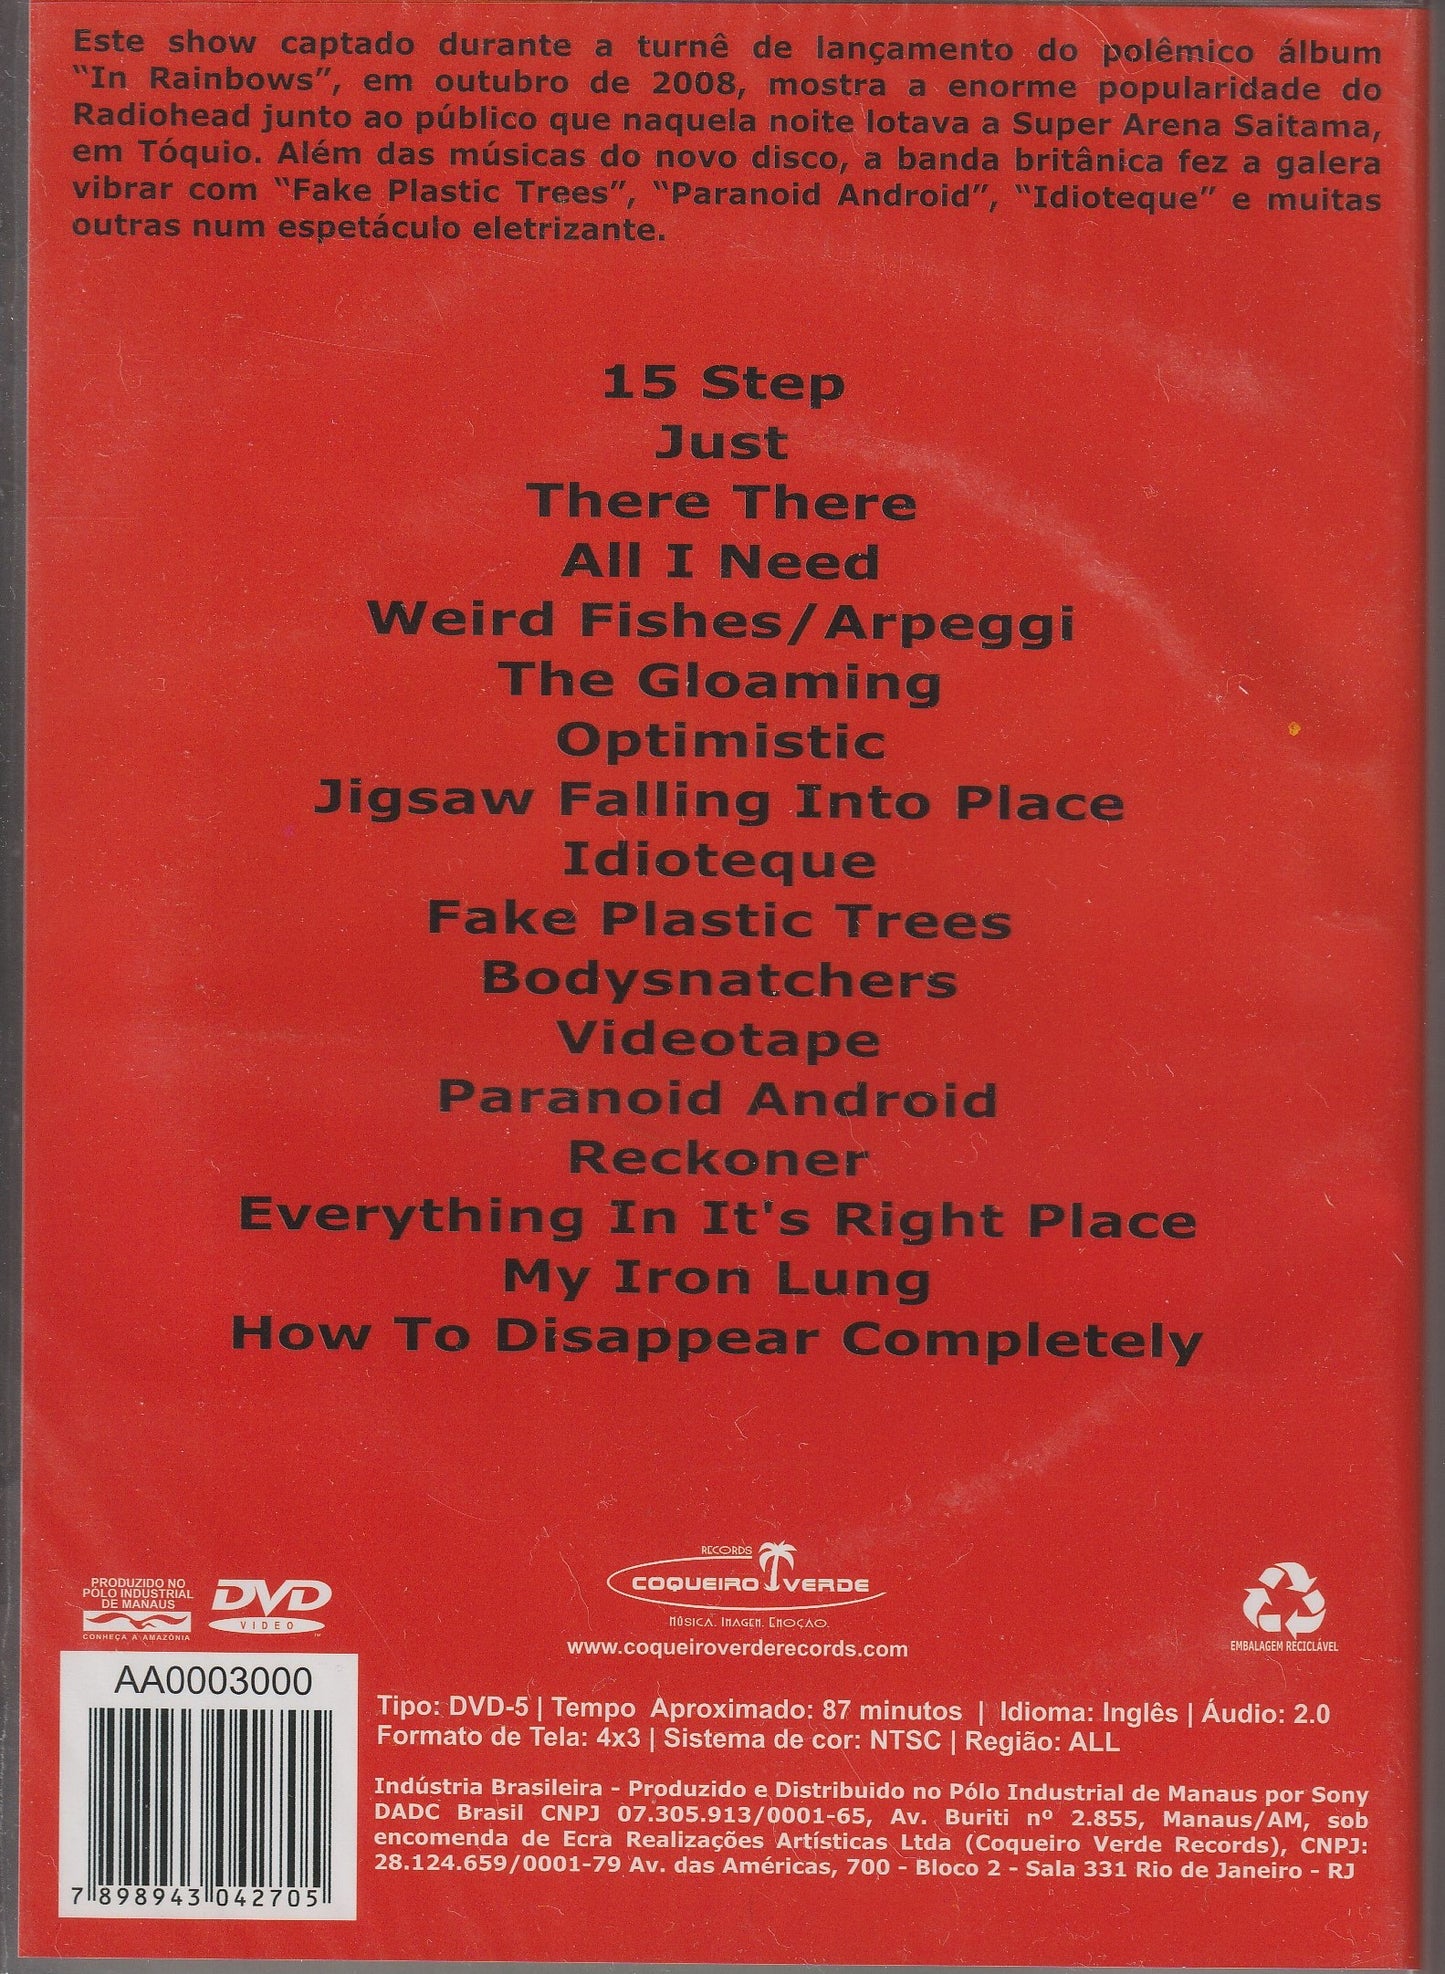 Este show captado durante a turnê de lançamento do polêmico álbum
“In Rainbows”, em outubro de 2008, mostra a enorme popularidade do
Radiohead junto ao público que naquela noite lotava a Super Arena Saitama,
em Tóquio. Além das músicas do novo disco, a banda britânica fez a galera
vibrar com “Fake Plastic Trees”, “Paranoid Android”, “Idioteque” e muitas
outras num espetáculo eletrizante.
15 Step
Just
There There
All I Need
Weird Fishes/Arpeggi
The Gloaming
Optimistic
Jigsaw Falling Into Place
Idioteque
Fake Plastic Trees
Bodysnatchers
Videotape
Paranoid Android
Reckoner
Everything In It's Right Place
My Iron Lung
How To Disappear Completely
PRODUZIDO NO
PÓLO INDUSTRIAL
DE MANAUS
CONHEÇA A AMAZÔNIA
DVD
VIDEO
TM
RECORDS
COQUEIRO VERDE
MÚSICA. IMAGEM. EMOÇÃO.
www.coqueiroverderecords.com
EMBALAGEM RECICLÁVEL
AA0003000
7 898943 042705
Tipo: DVD-5 | Tempo Aproximado: 87 minutos | Idioma: Inglês | Áudio: 2.0
Formato de Tela: 4x3 | Sistema de cor: NTSC | Região: ALL
Indústria Brasileira - Produzido e Distribuido no Pólo Industrial de Manaus por Sony
DADC Brasil CNPJ 07.305.913/0001-65, Av. Buriti nº 2.855, Manaus/AM, sob
encomenda de Ecra Realizações Artísticas Ltda (Coqueiro Verde Records), CNPJ:
28.124.659/0001-79 Av. das Américas, 700 - Bloco 2 - Sala 331 Rio de Janeiro - RJ